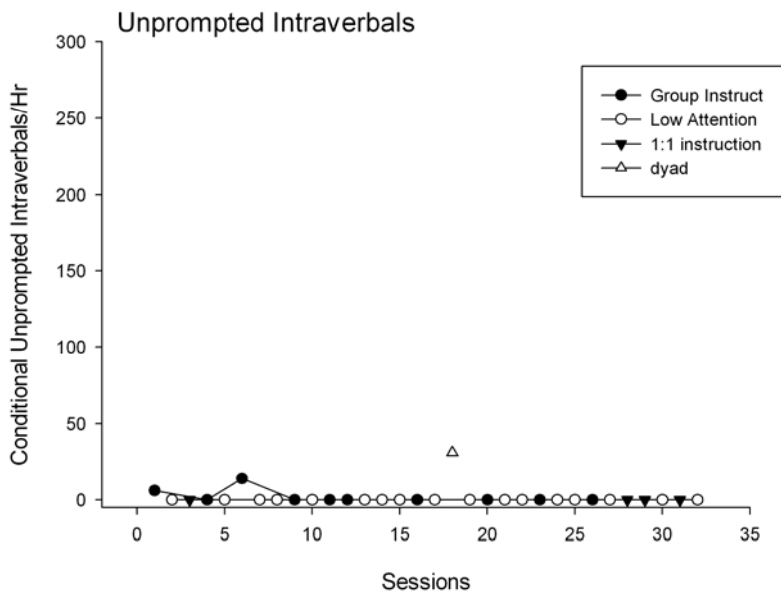 Unprompted Intraverbals
Conditional Unprompted Intraverbals/Hr
300
250
200
150
100
50
0
Group Instruct
Low Attention
1:1 instruction
dyad
0 5 10 15 20 25 30 35
Sessions